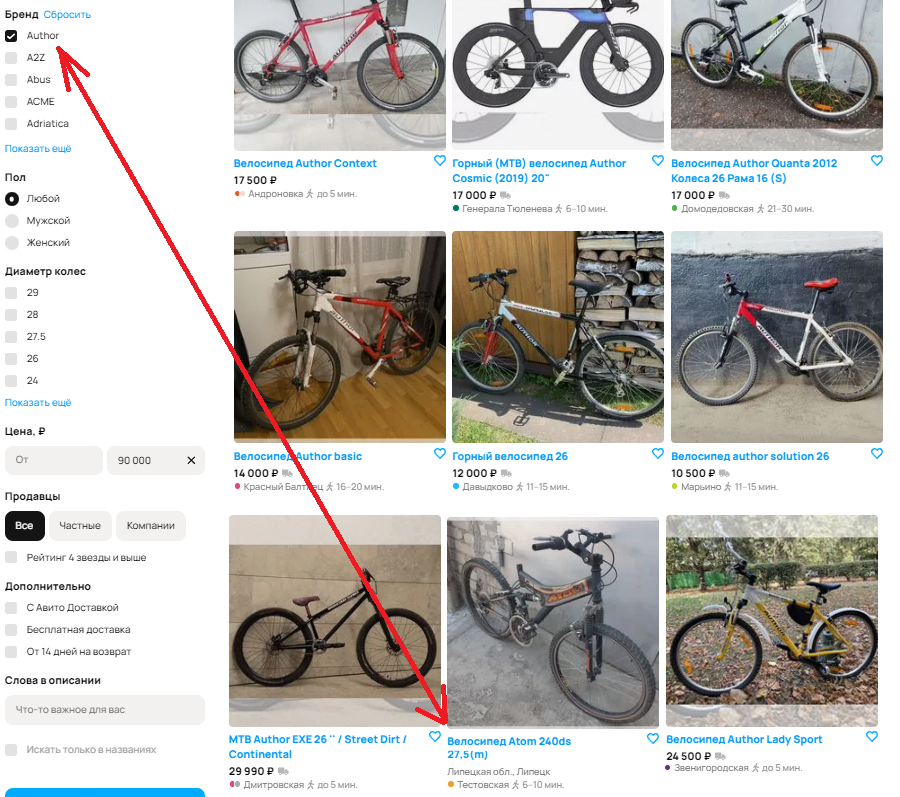 Бренд Сбросить
Author
A2Z
Abus
ACME
Adriatica
Показать ещё
Пол
Любой
Мужской
Женский
Диаметр колес
29
28
27.5
26
24
Показать ещё
Цена, ₽
От
90 000
Продавцы
Все
Частные
Компании
Рейтинг 4 звезды и выше
Дополнительно
С Авито Доставкой
Бесплатная доставка
От 14 дней на возврат
Слова в описании
Что-то важное для вас
Искать только в названиях
Велосипед Author Context
17 500 ₽
Андроновка до 5 мин.
Горный (MTB) велосипед Author
Cosmic (2019) 20"
17 000 ₽
Генерала Тюленева 6–10 мин.
Велосипед Author Quanta 2012
Колеса 26 Рама 16 (S)
17 000 ₽
Домодедовская 21–30 мин.
Велосипед Author basic
14 000 ₽
Красный Балтиец 16–20 мин.
Горный велосипед 26
12 000 ₽
Давыдково 11–15 мин.
Велосипед author solution 26
10 500 ₽
Марьино 11–15 мин.
MTB Author EXE 26 '' / Street Dirt /
Continental
29 990 ₽
Дмитровская до 5 мин.
ATOM
Велосипед Atom 240ds
27,5(m)
Липецкая обл., Липецк
Тестовская 6–10 мин.
Велосипед Author Lady Sport
24 500 ₽
Звенигородская до 5 мин.